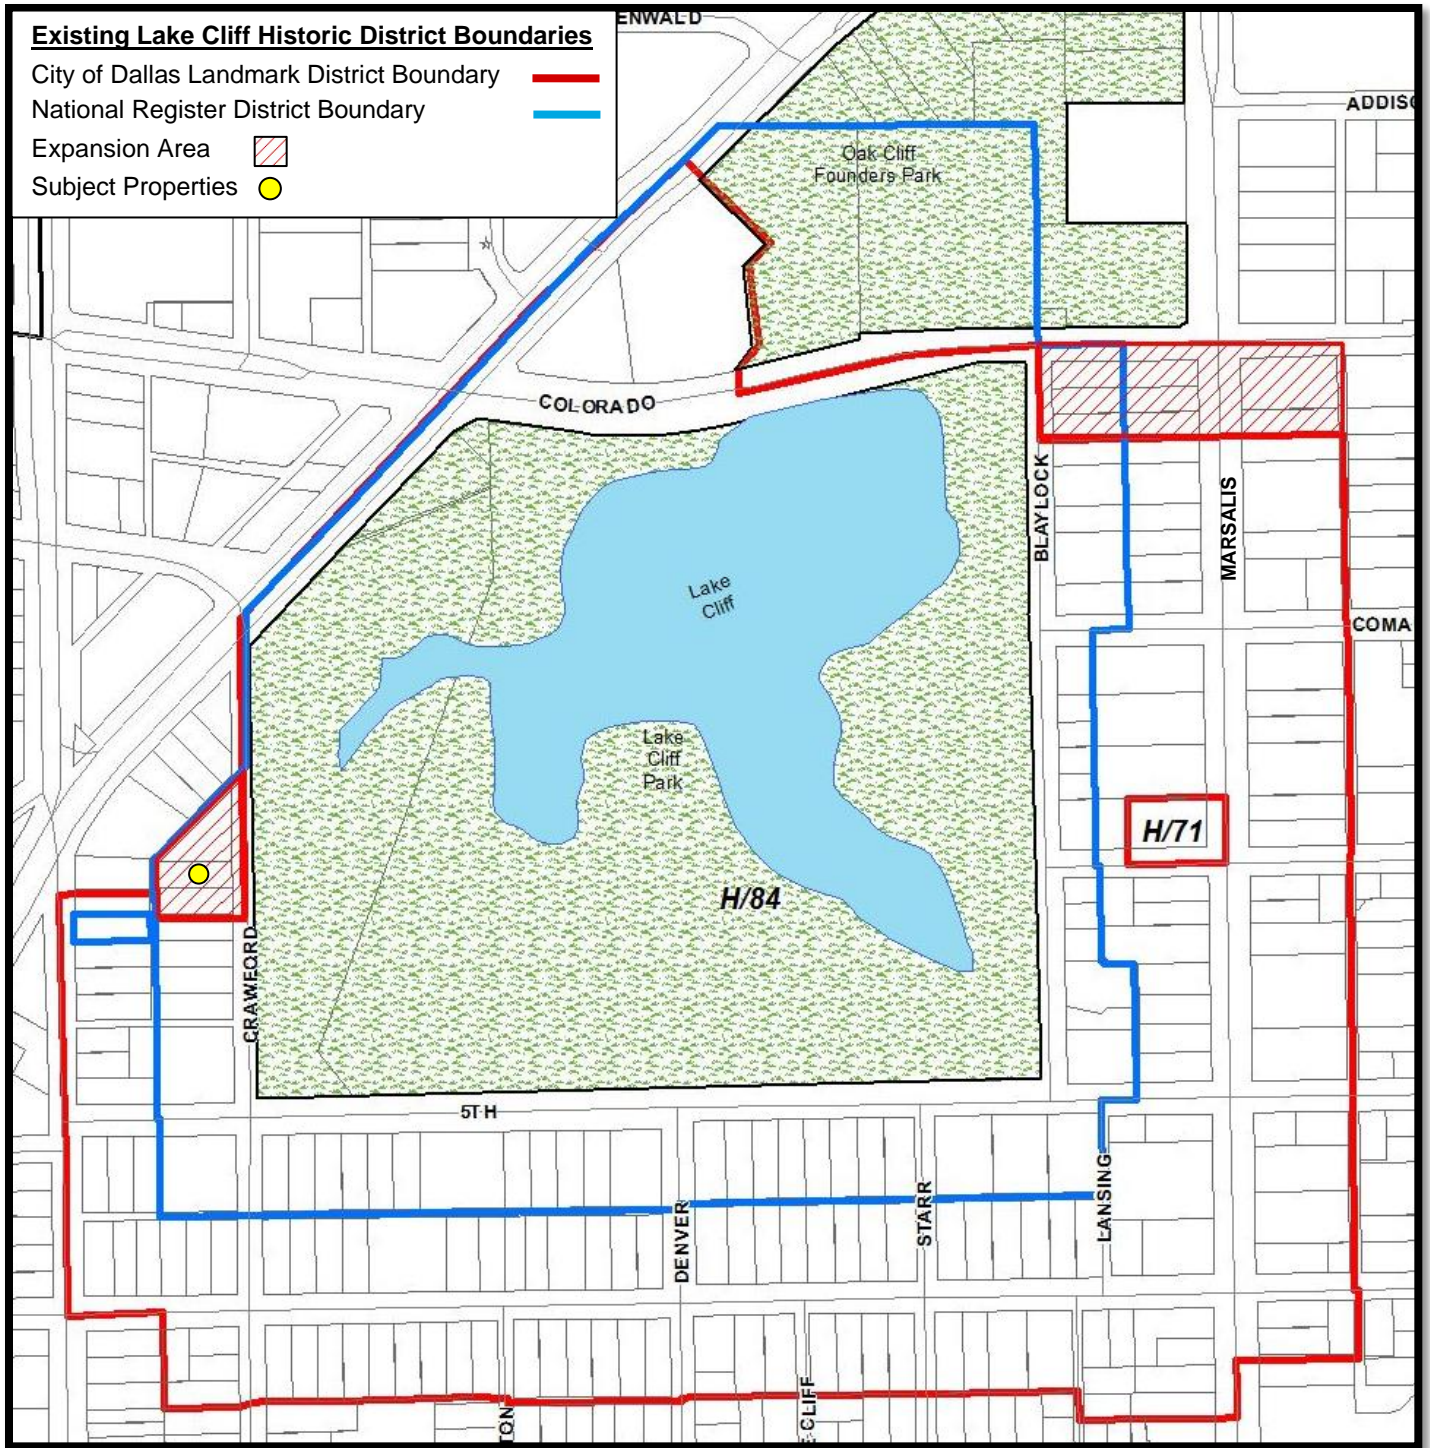 Existing Lake Cliff Historic District Boundaries
City of Dallas Landmark District Boundary
National Register District Boundary
Expansion Area
Subject Properties
ENWALD
ADDISO
Oak Cliff
Founders Park
COLORADO
BLAYLOCK
MARSALIS
Lake
Cliff
COMA
Lake
Cliff
Park
H/71
H/84
CRAWFORD
5TH
DENVER
STARR
LANSING
TON
E CLIFF